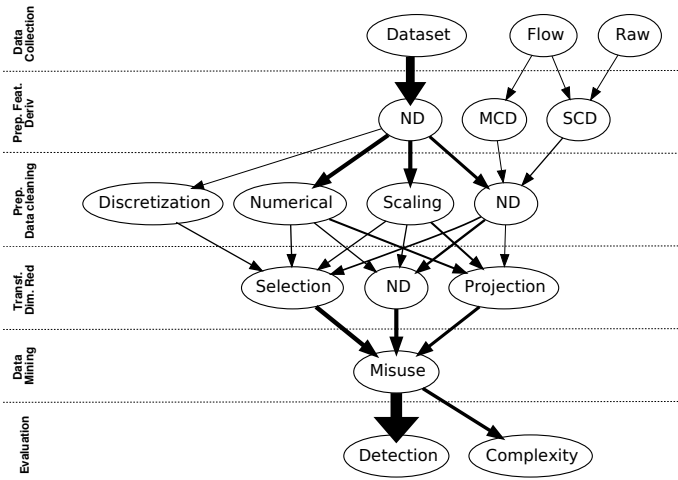 Data
Collection
Dataset
Flow
Raw
Prep. Feat.
Deriv
ND
MCD
SCD
Prep.
Data cleaning
Discretization
Numerical
Scaling
ND
Transf.
Dim. Red
Selection
ND
Projection
Data
Mining
Misuse
Evaluation
Detection
Complexity